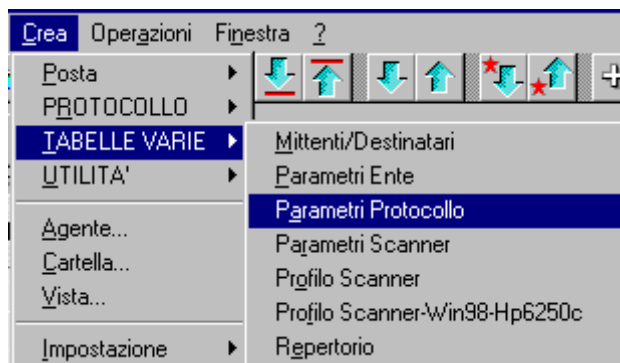 Crea Operazioni Finestra ?
Posta
PROTOCOLLO
TABELLE VARIE
UTILITA'
Agente...
Cartella...
Vista...
Impostazione
Mittenti/Destinatari
Parametri Ente
Parametri Protocollo
Parametri Scanner
Profilo Scanner
Profilo Scanner-Win98-Hp6250c
Repertorio